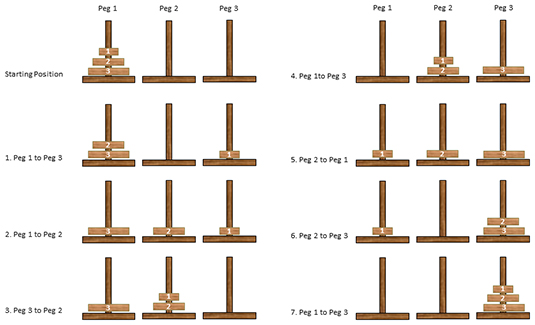 Peg 1 Peg 2 Peg 3
Starting Position
1
2
3
1. Peg 1 to Peg 3
2
3 1
2. Peg 1 to Peg 2
3 2 1
3. Peg 3 to Peg 2
1
3 2
Peg 1 Peg 2 Peg 3
4. Peg 1to Peg 3
1
2 3
5. Peg 2 to Peg 1
1 2 3
6. Peg 2 to Peg 3
2
1 3
7. Peg 1 to Peg 3
1
2
3